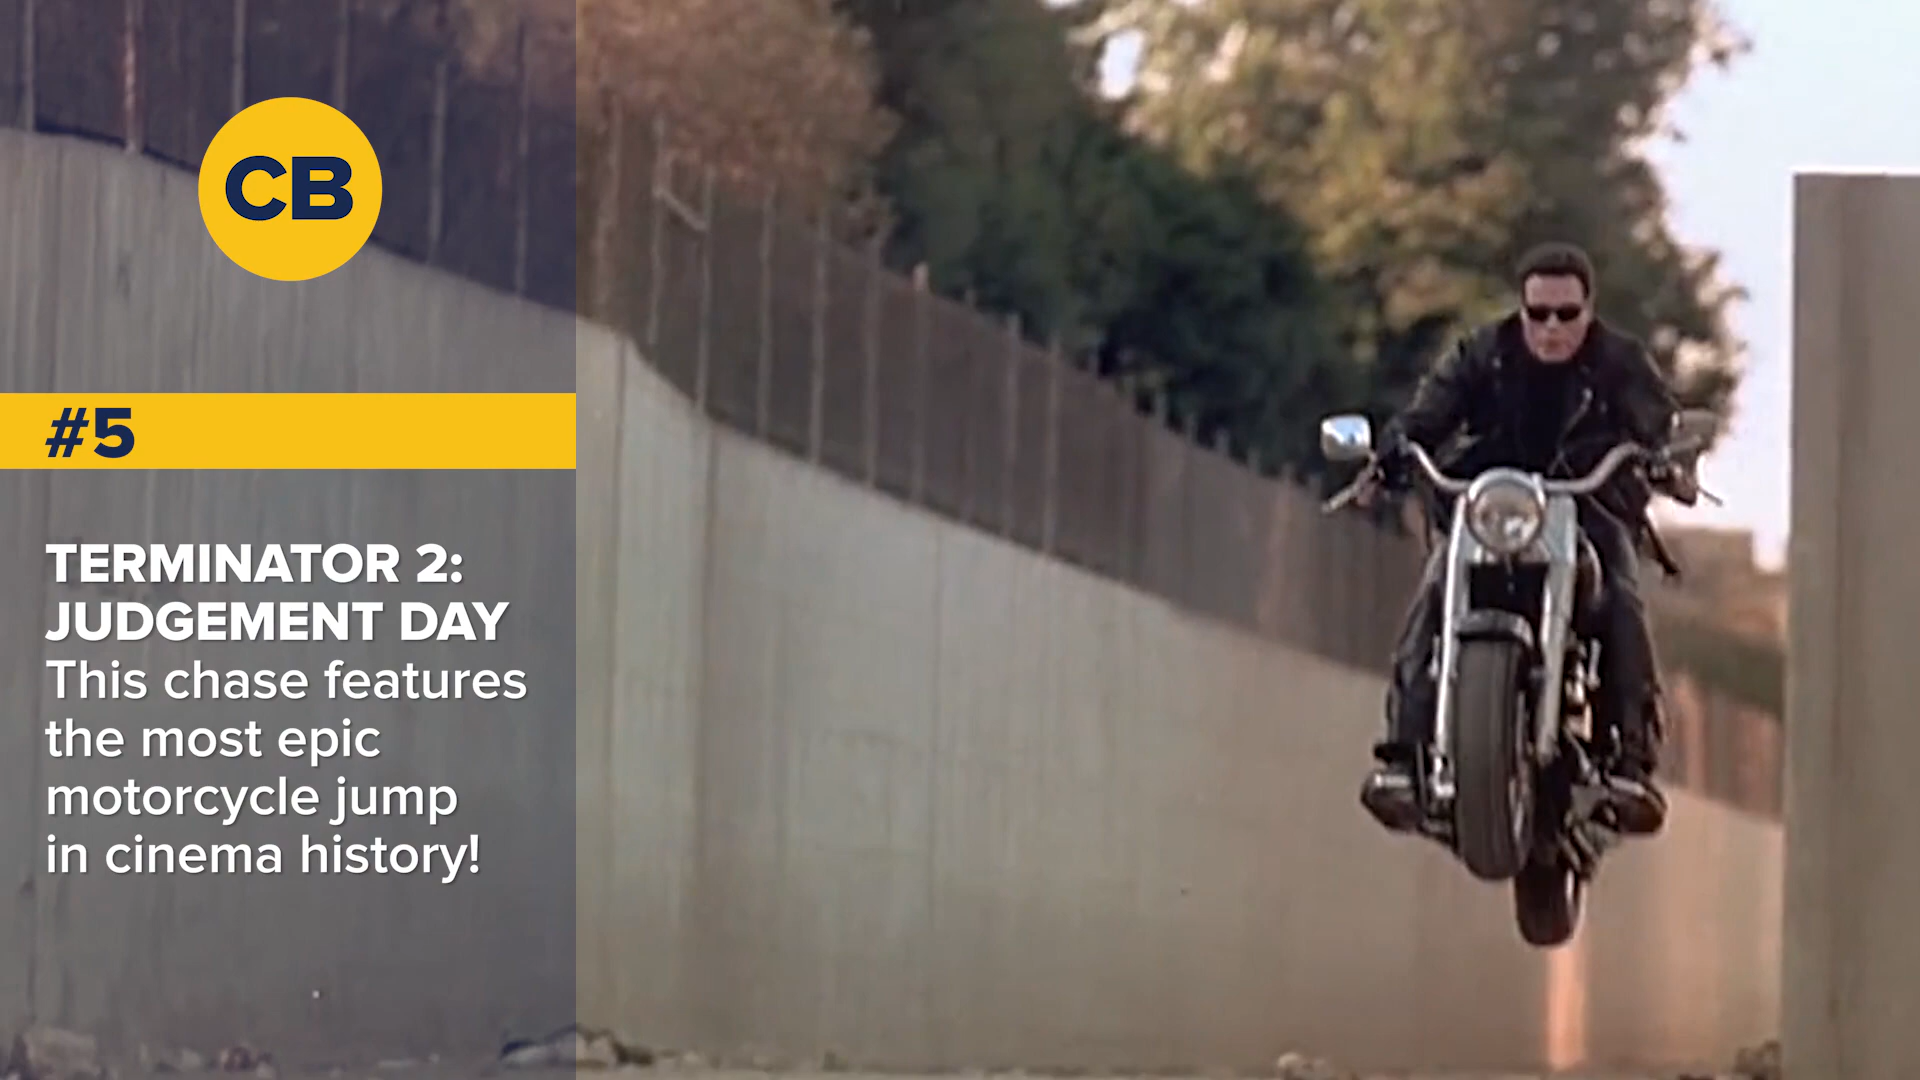 CB
#5
TERMINATOR 2:
JUDGEMENT DAY
This chase features
the most epic
motorcycle jump
in cinema history!